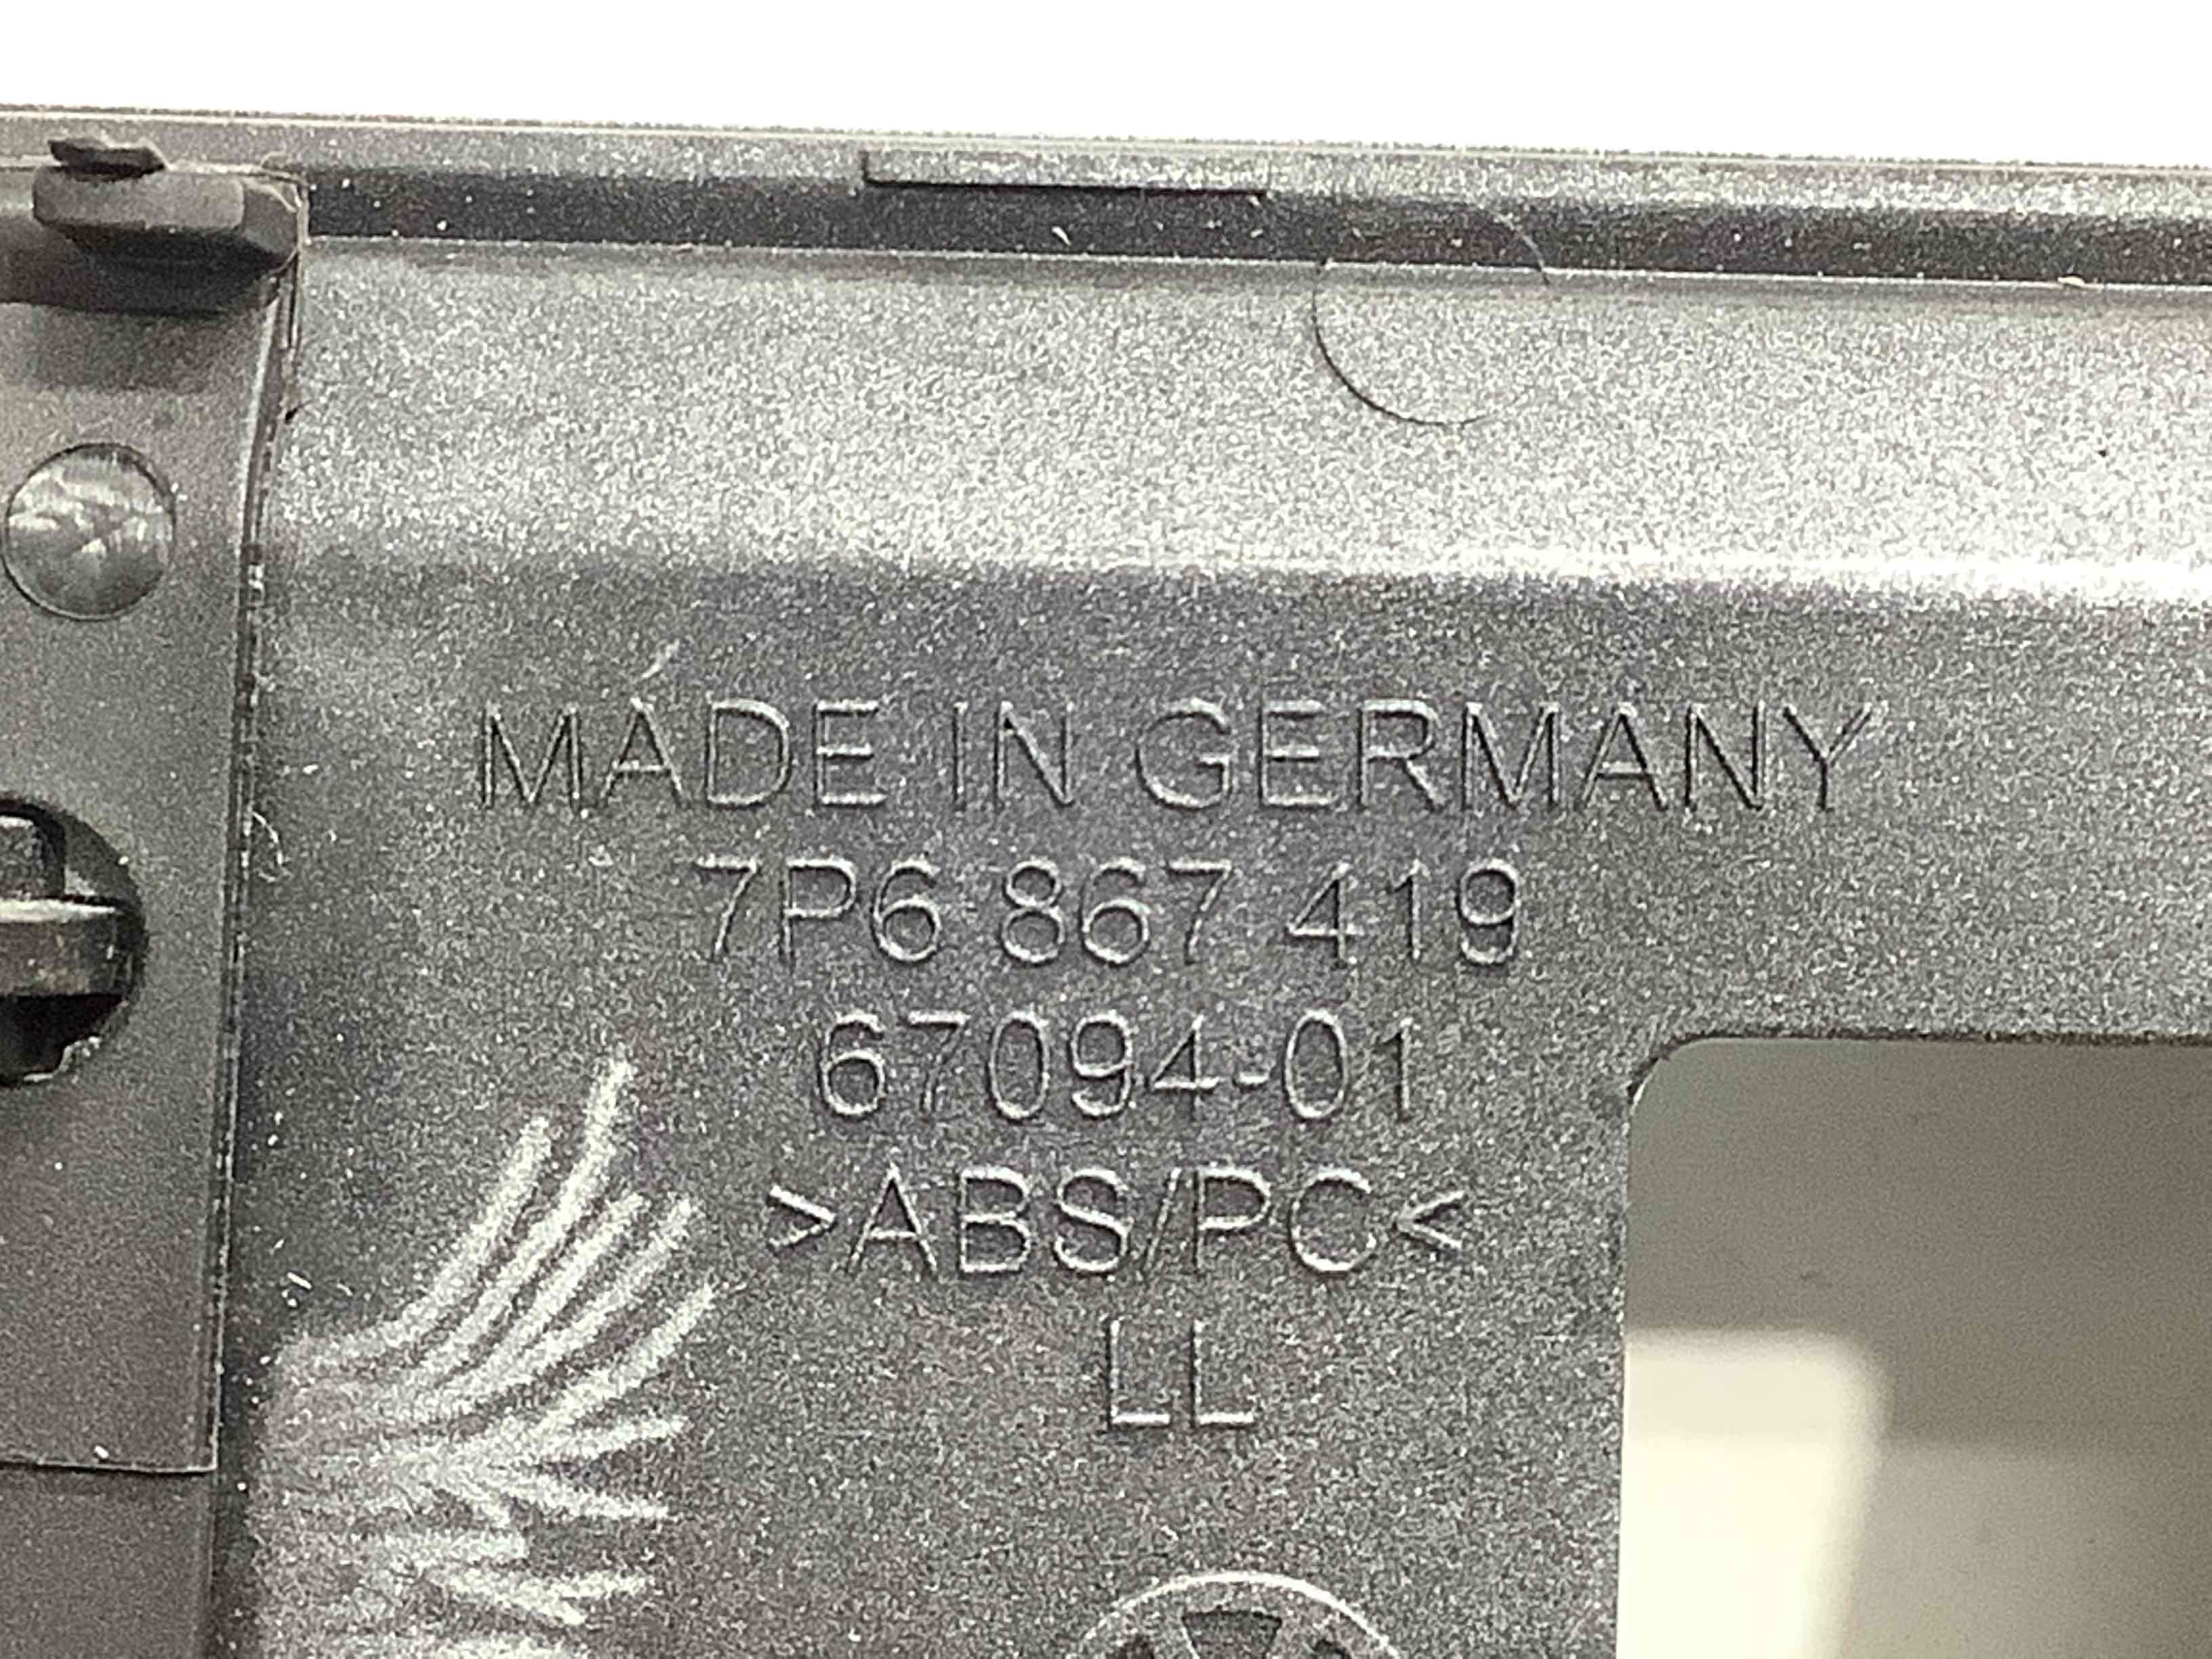 MADE IN GERMANY
7P6 867 419
67094-01
>ABS/PC<
LL